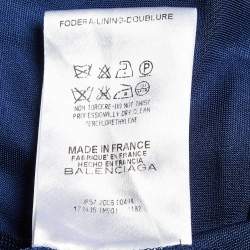 FODERA-LINING-DOUBLURE
NON TORCERE-DO NOT TWIST
PROFESSIONALLY DRY CLEAN
MADE IN FRANCE
FABRIQUE EN FRANCE
HECHO EN FRANCIA
BALENCIAGA